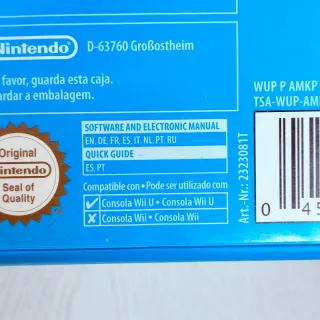 Nintendo
D-63760 Großostheim
favor, guarda esta caja.
ardar a embalagem.
WUP P AMKP
TSA-WUP-AM
Original
Nintendo
Seal of
Quality
SOFTWARE AND ELECTRONIC MANUAL
EN, DE, FR, ES, IT, NL, PT, RU
QUICK GUIDE
ES, PT
Compatible con • Pode ser utilizado com
Consola Wii U • Consola Wii U
Consola Wii • Consola Wii
Art.-Nr.: 2323081T
0 45